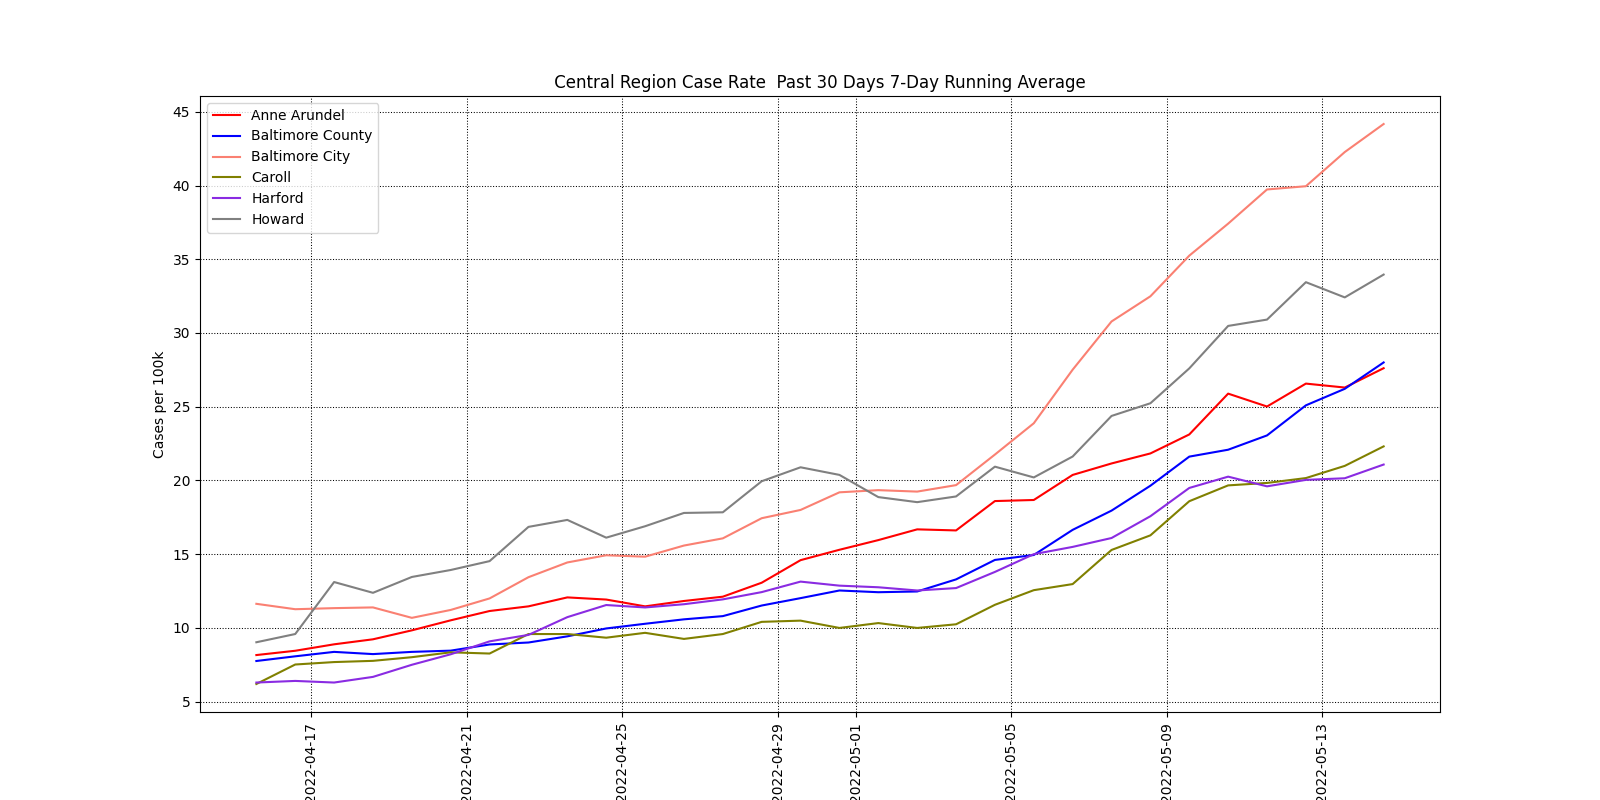 Central Region Case Rate  Past 30 Days 7-Day Running Average
Anne Arundel
Baltimore County
Baltimore City
Caroll
Harford
Howard
Cases per 100k
45
40
35
30
25
20
15
10
5
2022-04-17
2022-04-21
2022-04-25
2022-04-29
2022-05-01
2022-05-05
2022-05-09
2022-05-13